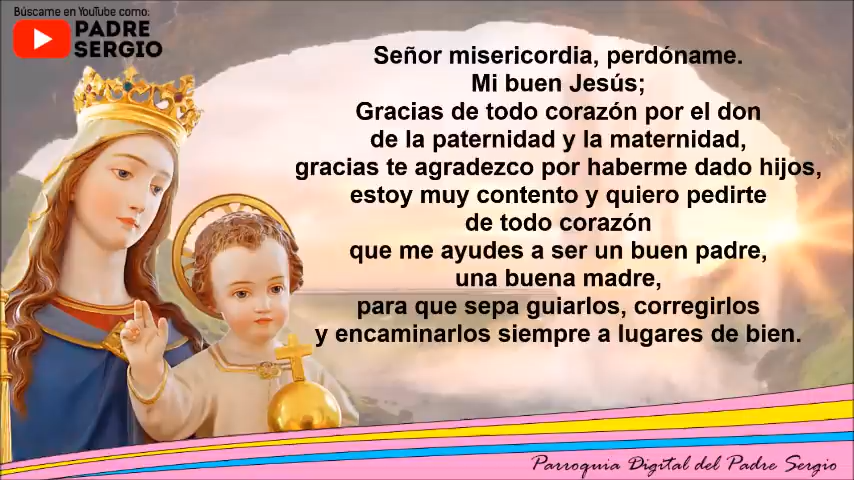 Búscame en YouTube como:
PADRE
SERGIO
Señor misericordia, perdóname.
Mi buen Jesús;
Gracias de todo corazón por el don
de la paternidad y la maternidad,
gracias te agradezco por haberme dado hijos,
estoy muy contento y quiero pedirte
de todo corazón
que me ayudes a ser un buen padre,
una buena madre,
para que sepa guiarlos, corregirlos
y encaminarlos siempre a lugares de bien.
Parroquia Digital del Padre Sergio